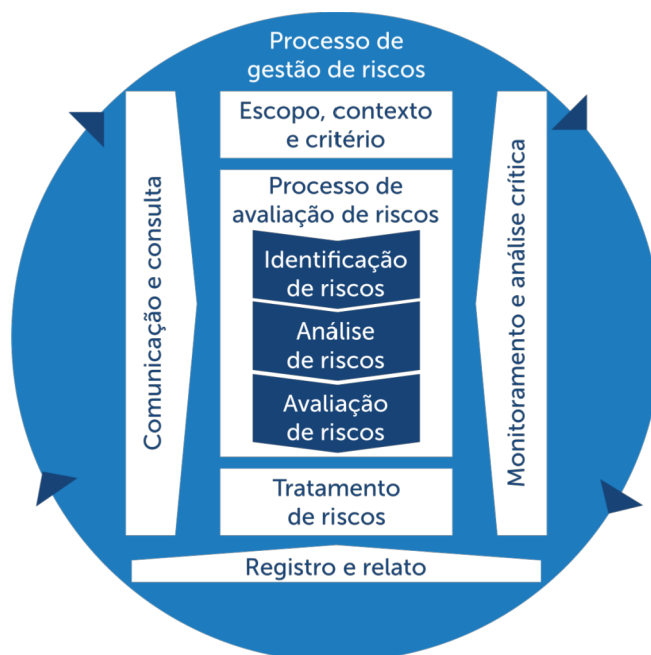 Processo de
gestão de riscos
Escopo, contexto
e critério
Processo de
avaliação de riscos
Identificação
de riscos
Análise
de riscos
Avaliação
de riscos
Tratamento
de riscos
Comunicação e consulta
Monitoramento e análise crítica
Registro e relato